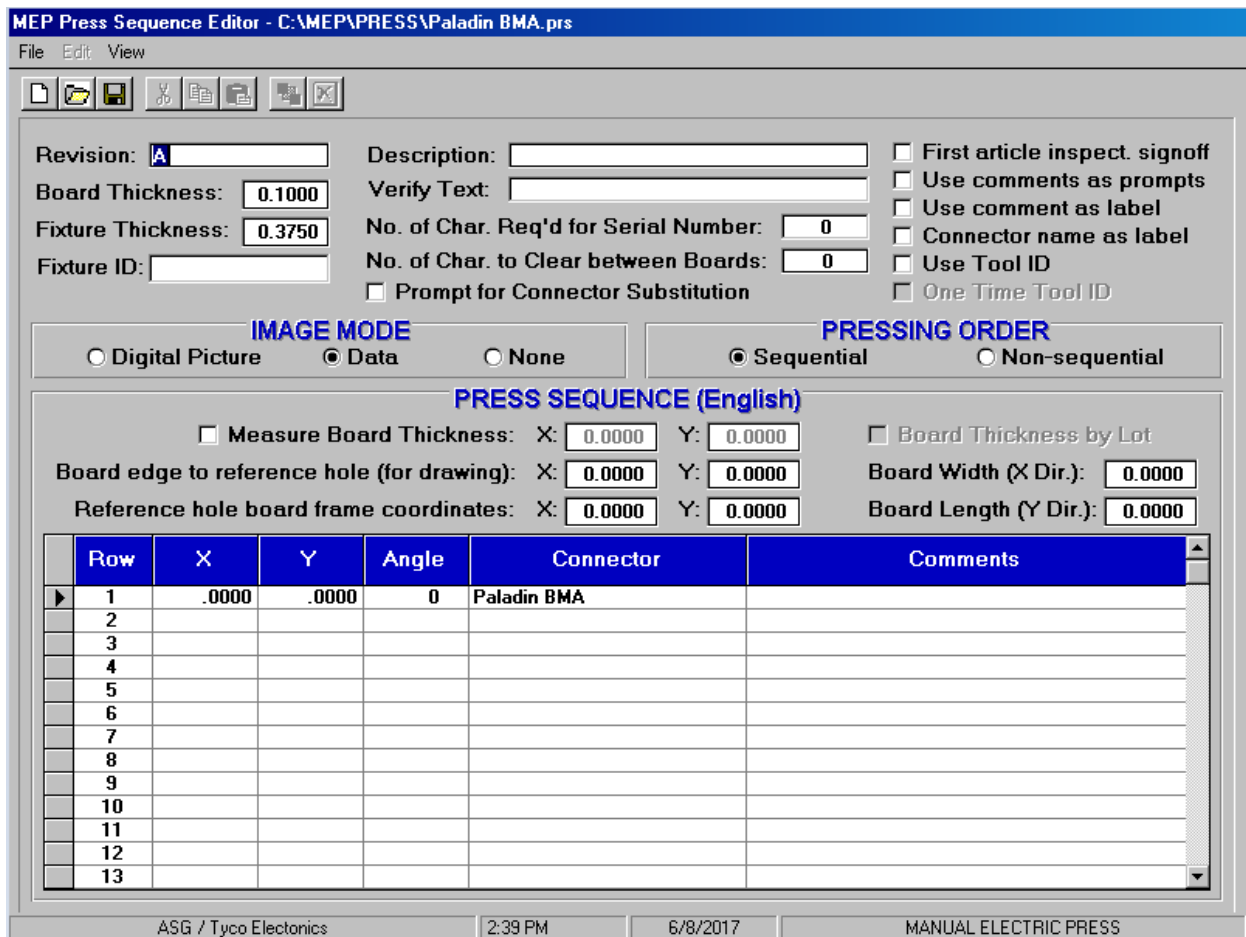 MEP Press Sequence Editor - C:\MEP\PRESS\Paladin BMA.prs
File Edit View
Revision: A
Board Thickness: 0.1000
Fixture Thickness: 0.3750
Fixture ID:
Description:
Verify Text:
No. of Char. Req'd for Serial Number: 0
No. of Char. to Clear between Boards: 0
Prompt for Connector Substitution
First article inspect. signoff
Use comments as prompts
Use comment as label
Connector name as label
Use Tool ID
One Time Tool ID
IMAGE MODE
Digital Picture Data None
PRESSING ORDER
Sequential Non-sequential
PRESS SEQUENCE (English)
Measure Board Thickness: X: 0.0000 Y: 0.0000 Board Thickness by Lot
Board edge to reference hole (for drawing): X: 0.0000 Y: 0.0000 Board Width (X Dir.): 0.0000
Reference hole board frame coordinates: X: 0.0000 Y: 0.0000 Board Length (Y Dir.): 0.0000
Row X Y Angle Connector Comments
1 .0000 .0000 0 Paladin BMA
2
3
4
5
6
7
8
9
10
11
12
13
ASG / Tyco Electonics 2:39 PM 6/8/2017 MANUAL ELECTRIC PRESS